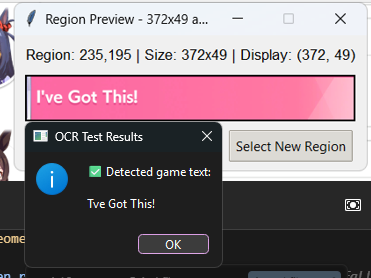 Region Preview - 372x49 a...
Region: 235,195 | Size: 372x49 | Display: (372, 49)
I've Got This!
OCR Test Results
Select New Region
✅ Detected game text:
Tve Got This!
OK